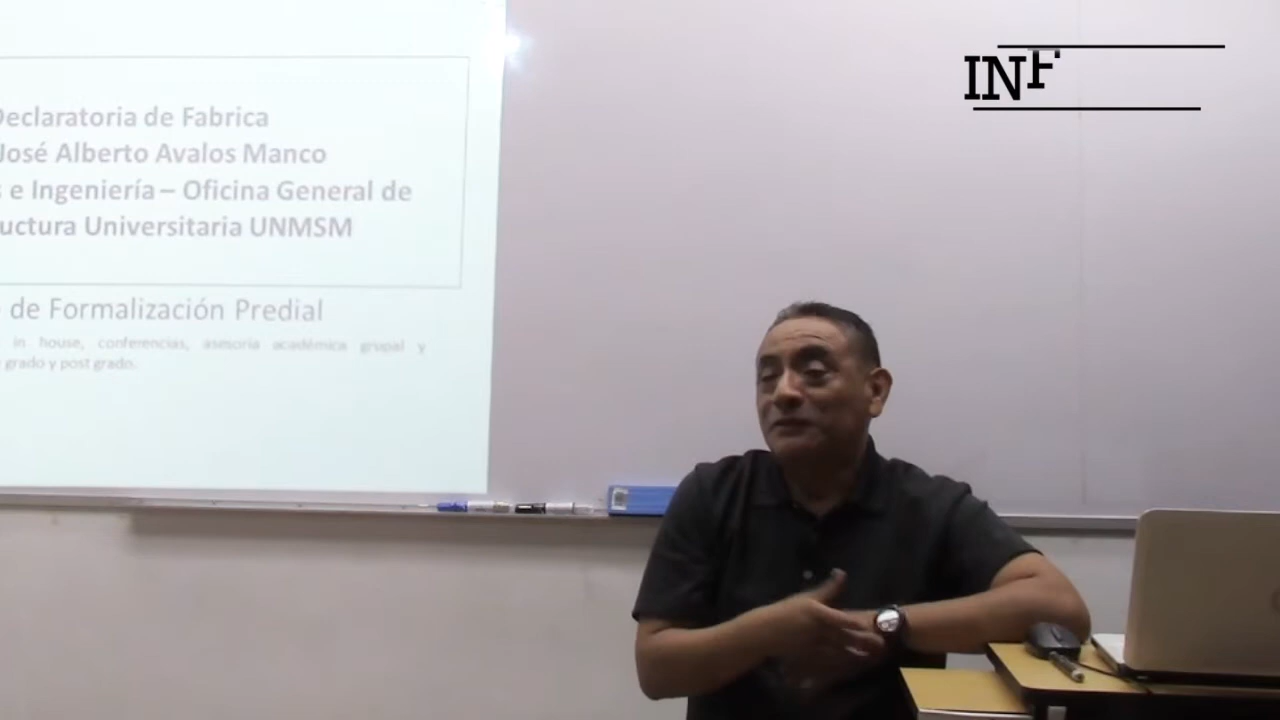 Declaratoria de Fabrica
José Alberto Avalos Manco
s e Ingeniería – Oficina General de
uctura Universitaria UNMSM
de Formalización Predial
in house, conferencias, asesoría académica grupal y
grado y post grado.
INF